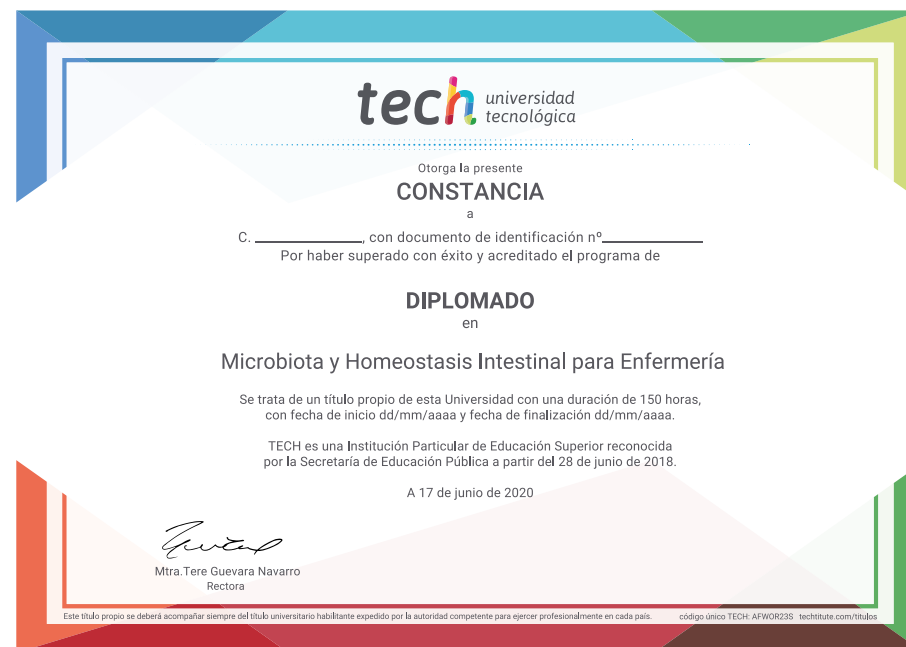 tech universidad
tecnológica
Otorga la presente
CONSTANCIA
a
C. ____________, con documento de identificación nº____________
Por haber superado con éxito y acreditado el programa de
DIPLOMADO
en
Microbiota y Homeostasis Intestinal para Enfermería
Se trata de un título propio de esta Universidad con una duración de 150 horas,
con fecha de inicio dd/mm/aaaa y fecha de finalización dd/mm/aaaa.
TECH es una Institución Particular de Educación Superior reconocida
por la Secretaría de Educación Pública a partir del 28 de junio de 2018.
A 17 de junio de 2020
Mtra.Tere Guevara Navarro
Rectora
Este título propio se deberá acompañar siempre del título universitario habilitante expedido por la autoridad competente para ejercer profesionalmente en cada país. código único TECH: AFWOR23S techtitute.com/titulos